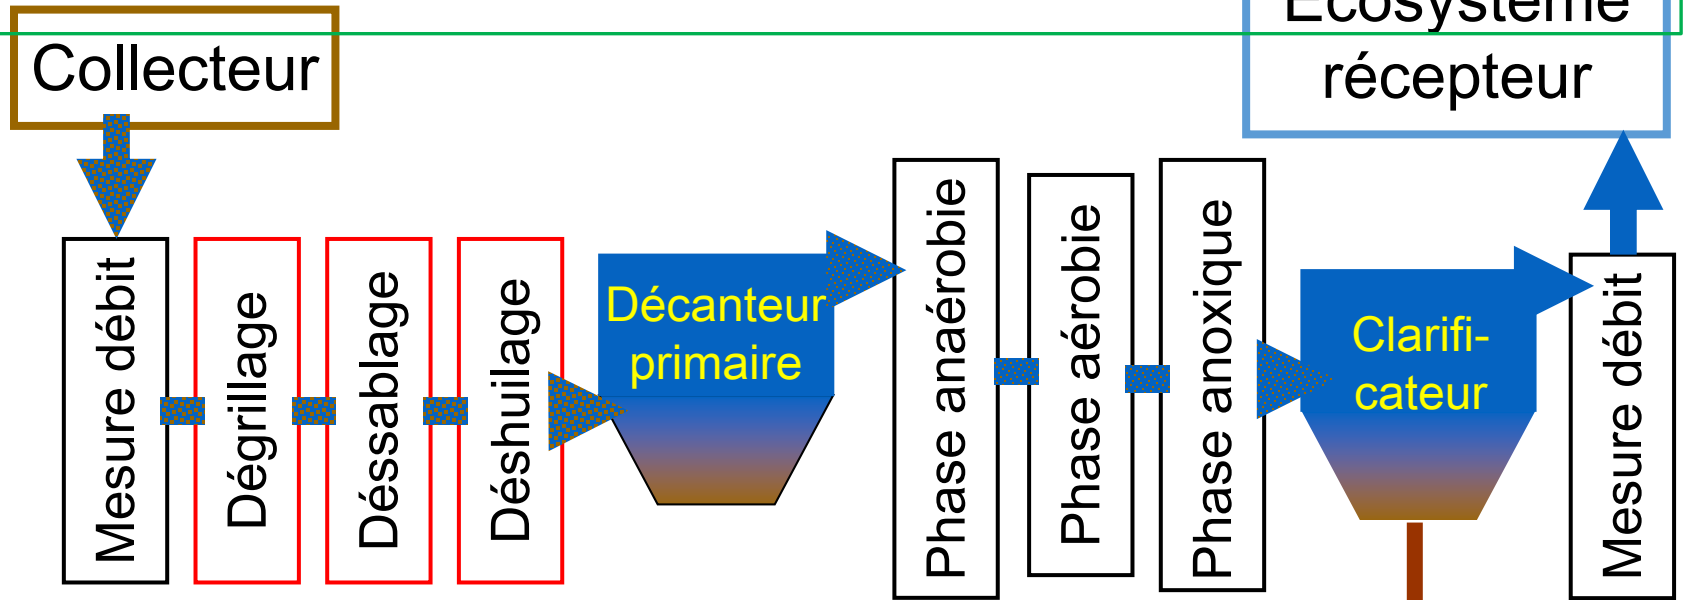 Collecteur
Ecosystème
récepteur
Mesure débit
Dégrillage
Déssablage
Déshuilage
Décanteur
primaire
Phase anaérobie
Phase aérobie
Phase anoxique
Clarifi-
cateur
Mesure débit